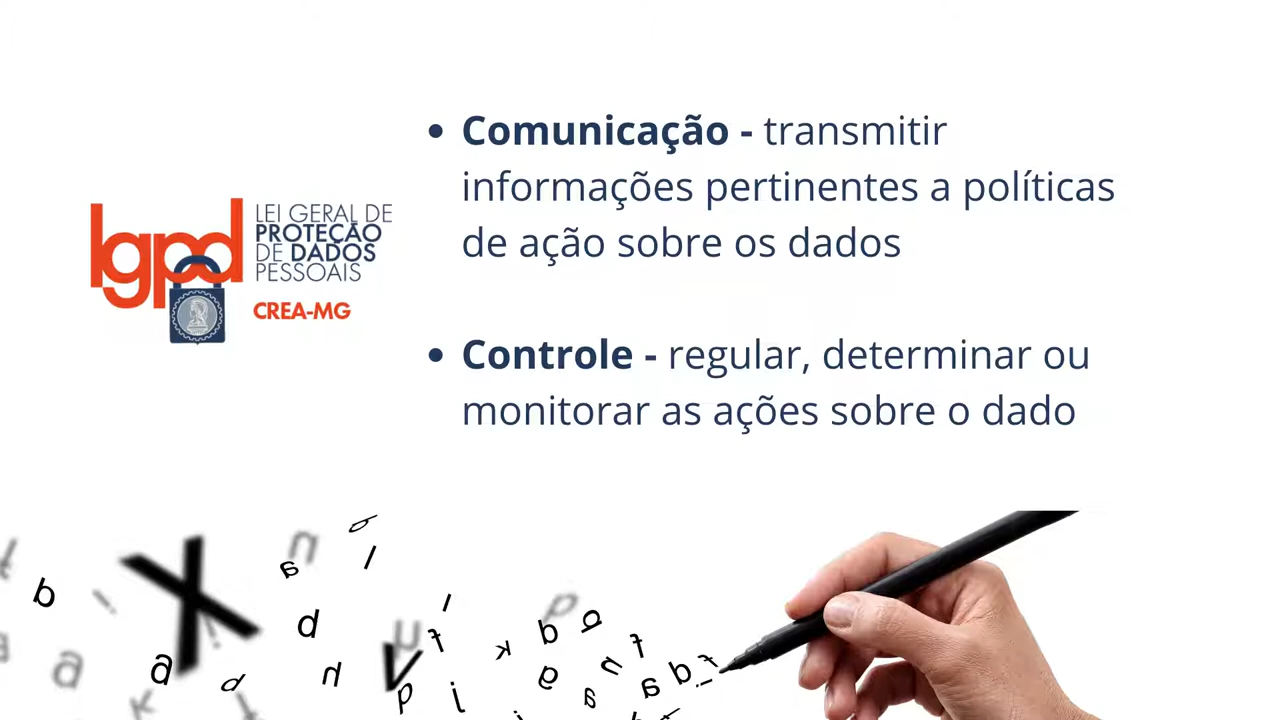 • Comunicação - transmitir
informações pertinentes a políticas
de ação sobre os dados
lgpd
LEI GERAL DE
PROTEÇÃO
DE DADOS
PESSOAIS
CREA-MG
• Controle - regular, determinar ou
monitorar as ações sobre o dado